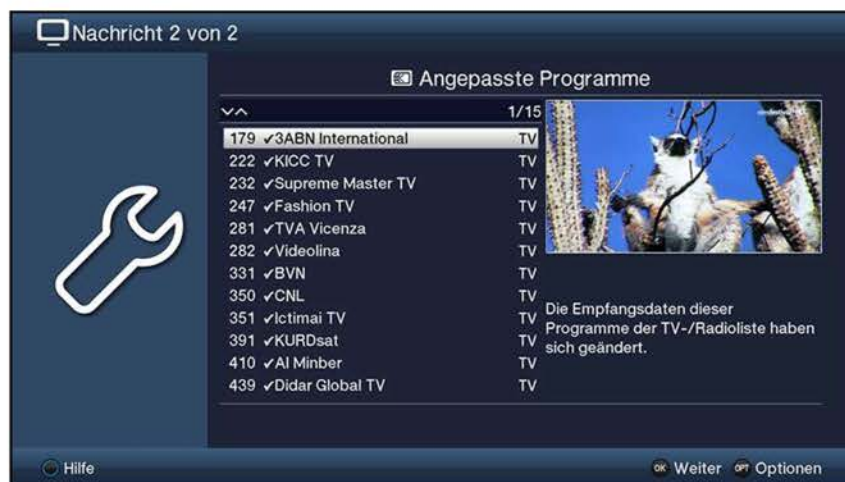 Nachricht 2 von 2
Angepasste Programme
1/15
179 ✓3ABN International TV
222 ✓KICC TV TV
232 ✓Supreme Master TV TV
247 ✓Fashion TV TV
281 ✓TVA Vicenza TV
282 ✓Videolina TV
331 ✓BVN TV
350 ✓CNL TV
351 ✓Ictimai TV TV
391 ✓KURDsat TV
410 ✓Al Minber TV
439 ✓Didar Global TV TV
Die Empfangsdaten dieser
Programme der TV-/Radioliste haben
sich geändert.
Hilfe
OK Weiter OPT Optionen